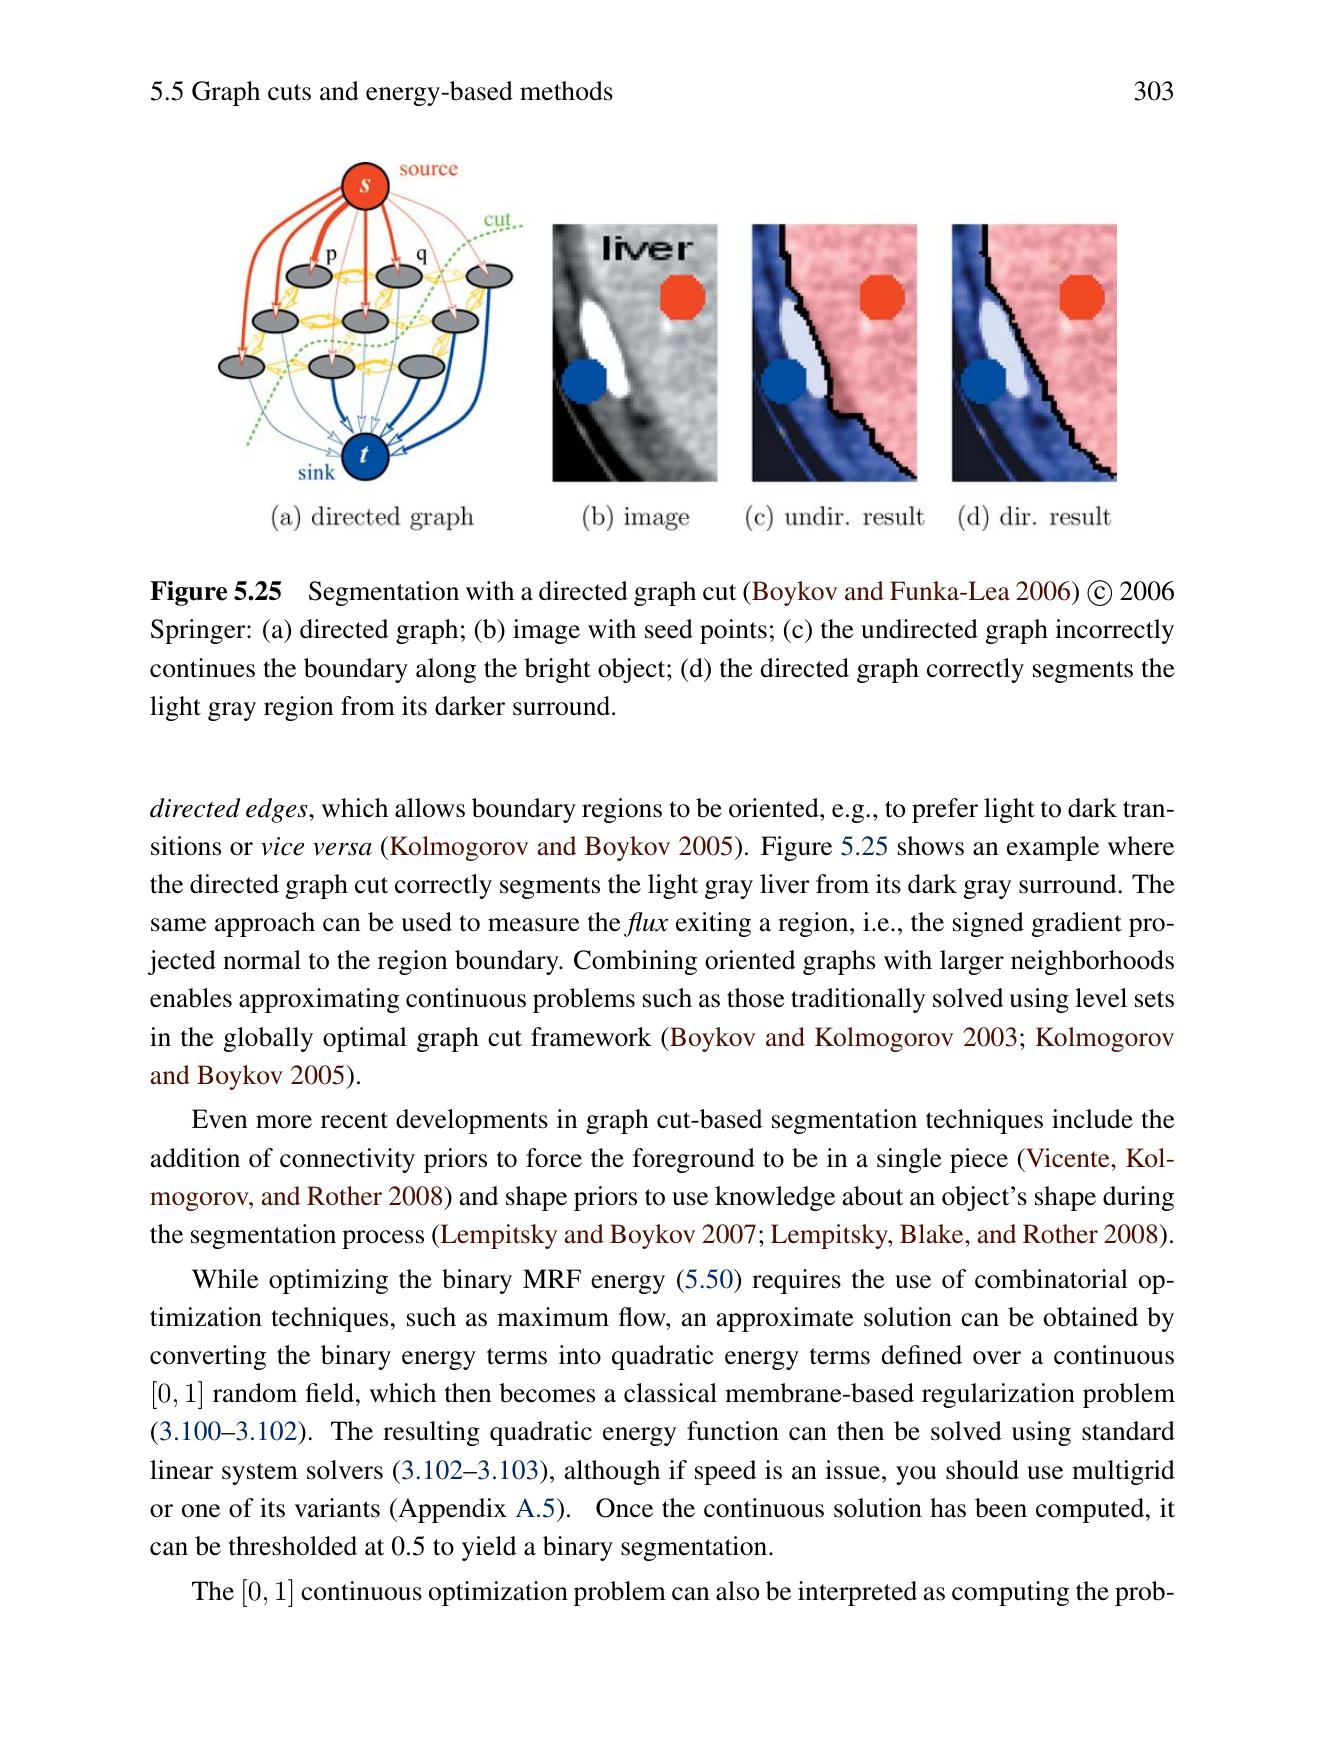 5.5 Graph cuts and energy-based methods 303
source
s
cut
p q
liver
t
sink
(a) directed graph (b) image (c) undir. result (d) dir. result
Figure 5.25 Segmentation with a directed graph cut (Boykov and Funka-Lea 2006) © 2006
Springer: (a) directed graph; (b) image with seed points; (c) the undirected graph incorrectly
continues the boundary along the bright object; (d) the directed graph correctly segments the
light gray region from its darker surround.
directed edges, which allows boundary regions to be oriented, e.g., to prefer light to dark tran-
sitions or vice versa (Kolmogorov and Boykov 2005). Figure 5.25 shows an example where
the directed graph cut correctly segments the light gray liver from its dark gray surround. The
same approach can be used to measure the flux exiting a region, i.e., the signed gradient pro-
jected normal to the region boundary. Combining oriented graphs with larger neighborhoods
enables approximating continuous problems such as those traditionally solved using level sets
in the globally optimal graph cut framework (Boykov and Kolmogorov 2003; Kolmogorov
and Boykov 2005).
Even more recent developments in graph cut-based segmentation techniques include the
addition of connectivity priors to force the foreground to be in a single piece (Vicente, Kol-
mogorov, and Rother 2008) and shape priors to use knowledge about an object's shape during
the segmentation process (Lempitsky and Boykov 2007; Lempitsky, Blake, and Rother 2008).
While optimizing the binary MRF energy (5.50) requires the use of combinatorial op-
timization techniques, such as maximum flow, an approximate solution can be obtained by
converting the binary energy terms into quadratic energy terms defined over a continuous
[0, 1] random field, which then becomes a classical membrane-based regularization problem
(3.100–3.102). The resulting quadratic energy function can then be solved using standard
linear system solvers (3.102–3.103), although if speed is an issue, you should use multigrid
or one of its variants (Appendix A.5). Once the continuous solution has been computed, it
can be thresholded at 0.5 to yield a binary segmentation.
The [0, 1] continuous optimization problem can also be interpreted as computing the prob-